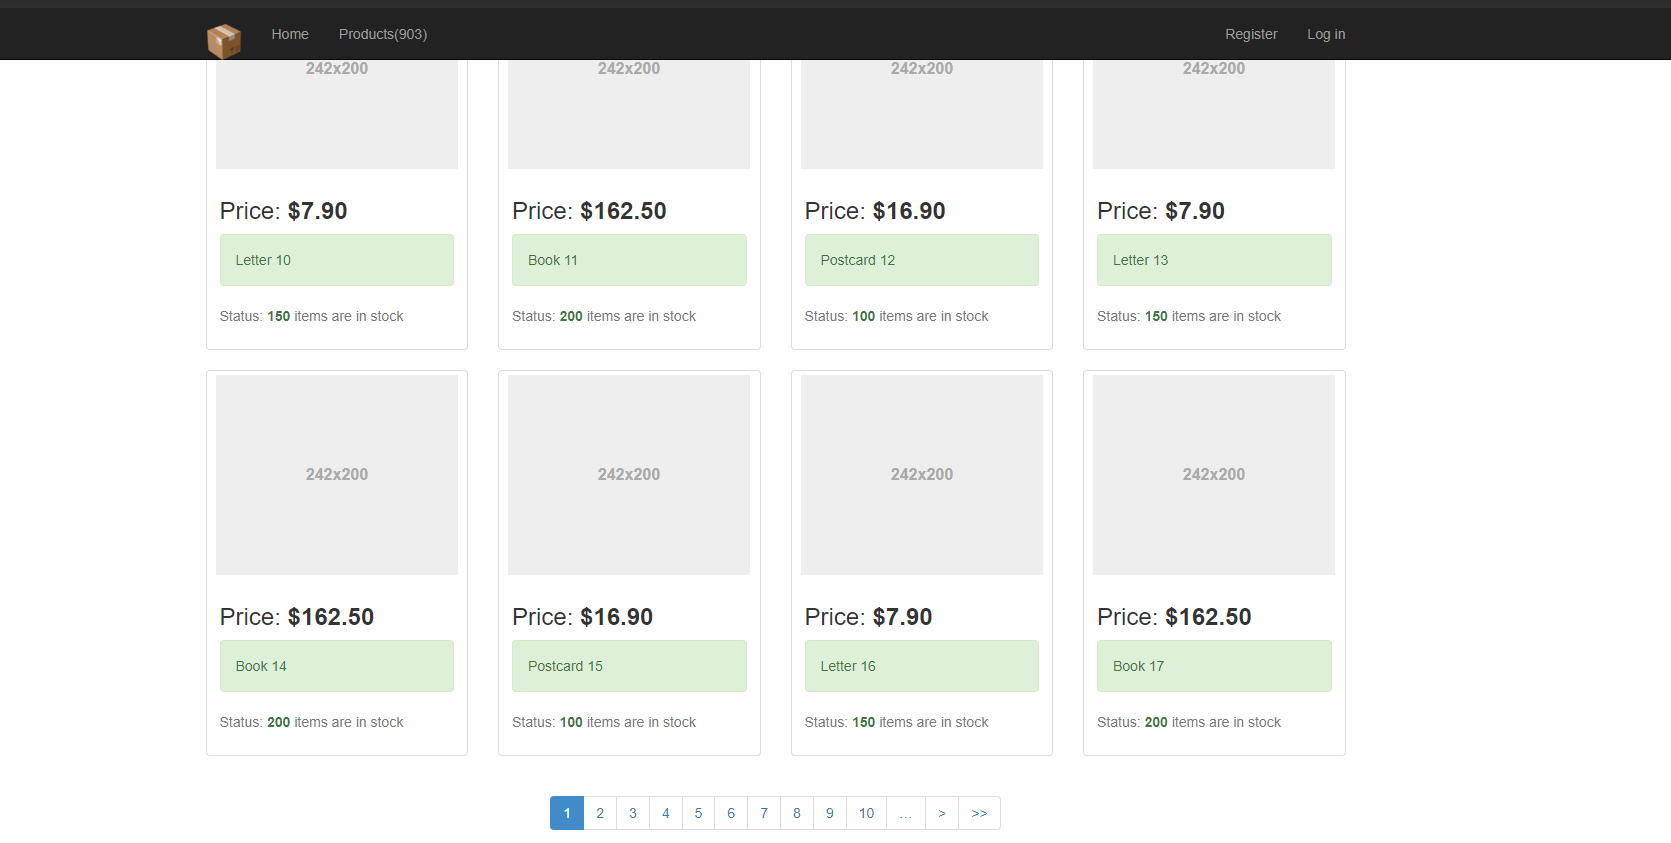 Home Products(903) Register Log in
242x200 242x200 242x200 242x200
Price: $7.90 Price: $162.50 Price: $16.90 Price: $7.90
Letter 10 Book 11 Postcard 12 Letter 13
Status: 150 items are in stock Status: 200 items are in stock Status: 100 items are in stock Status: 150 items are in stock
242x200 242x200 242x200 242x200
Price: $162.50 Price: $16.90 Price: $7.90 Price: $162.50
Book 14 Postcard 15 Letter 16 Book 17
Status: 200 items are in stock Status: 100 items are in stock Status: 150 items are in stock Status: 200 items are in stock
1 2 3 4 5 6 7 8 9 10 ... > >>